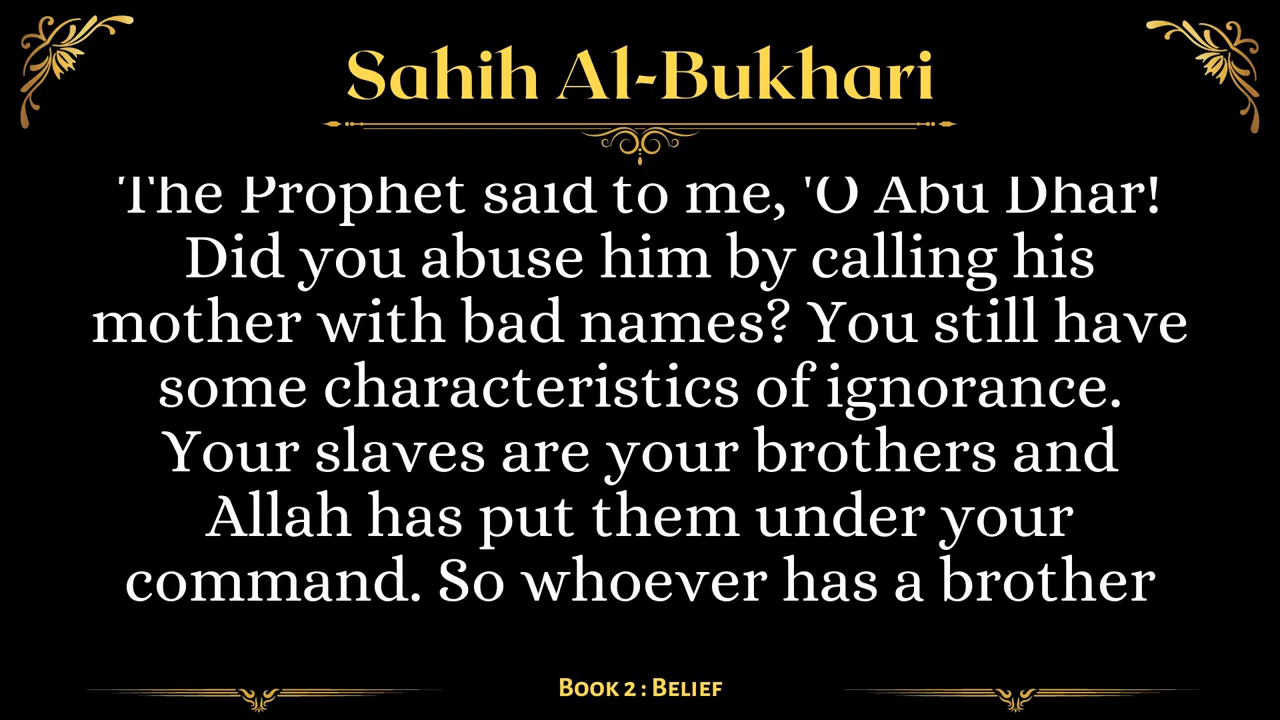 Sahih Al-Bukhari
The Prophet said to me, 'O Abu Dhar!
Did you abuse him by calling his
mother with bad names? You still have
some characteristics of ignorance.
Your slaves are your brothers and
Allah has put them under your
command. So whoever has a brother
Book 2 : Belief